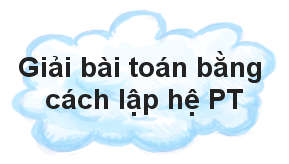 Giải bài toán bằng
cách lập hệ PT